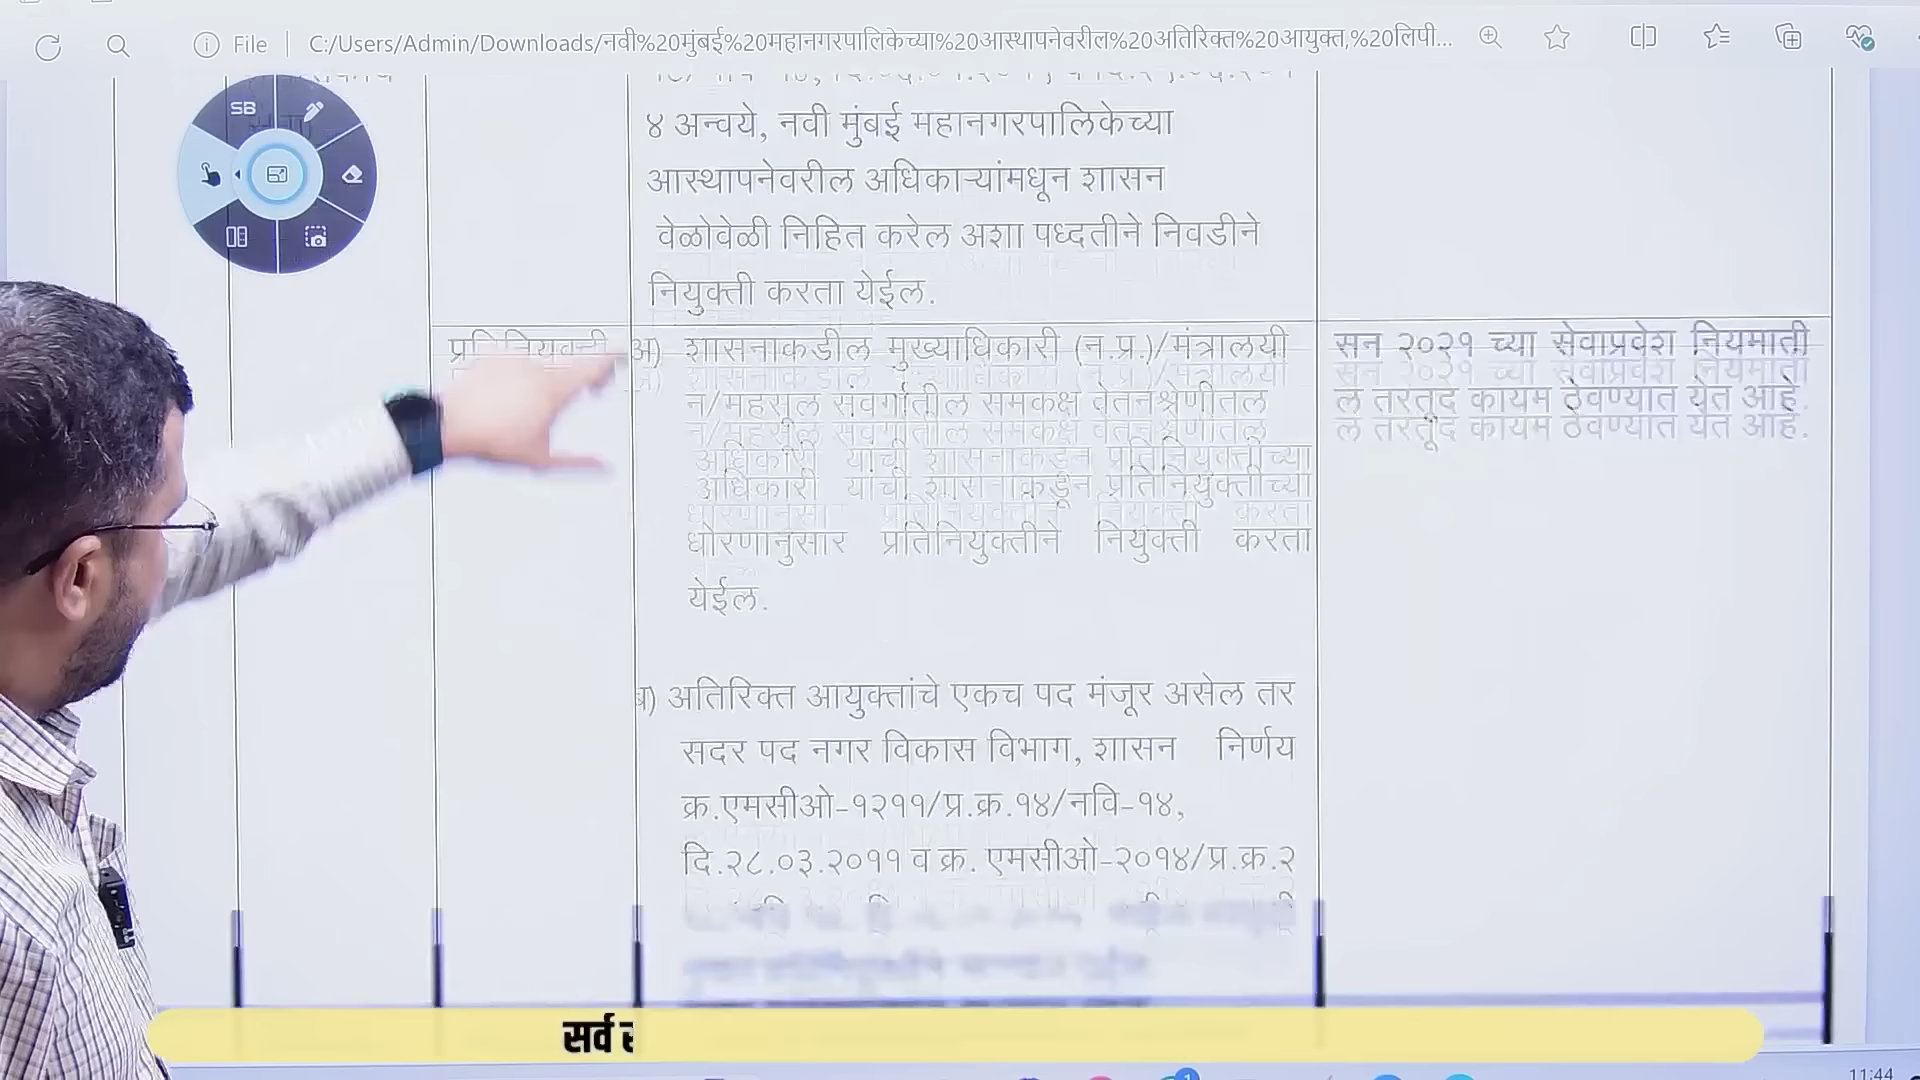 File C:/Users/Admin/Downloads/नवी%20मुंबई%20महानगरपालिकेच्या%20आस्थापनेवरील%20अतिरिक्त%20आयुक्त,%20लिपी...
SB
४ अन्वये, नवी मुंबई महानगरपालिकेच्या
आस्थापनेवरील अधिकाऱ्यांमधून शासन
वेळोवेळी निहित करेल अशा पध्दतीने निवडीने
नियुक्ती करता येईल.
प्रतिनियुक्ती
अ) शासनाकडील मुख्याधिकारी (न.प्र.)/मंत्रालयी
न/महसूल संवर्गातील समकक्ष वेतनश्रेणीतील
अधिकारी यांची शासनाकडून प्रतिनियुक्तीच्या
धोरणानुसार प्रतिनियुक्तीने नियुक्ती करता
येईल.
सन २०२१ च्या सेवाप्रवेश नियमाती
ल तरतूद कायम ठेवण्यात येत आहे.
ब) अतिरिक्त आयुक्तांचे एकच पद मंजूर असेल तर
सदर पद नगर विकास विभाग, शासन निर्णय
क्र.एमसीओ-१२११/प्र.क्र.१४/नवि-१४,
दि.२८.०३.२०११ व क्र. एमसीओ-२०१४/प्र.क्र.२
सर्व
11:44